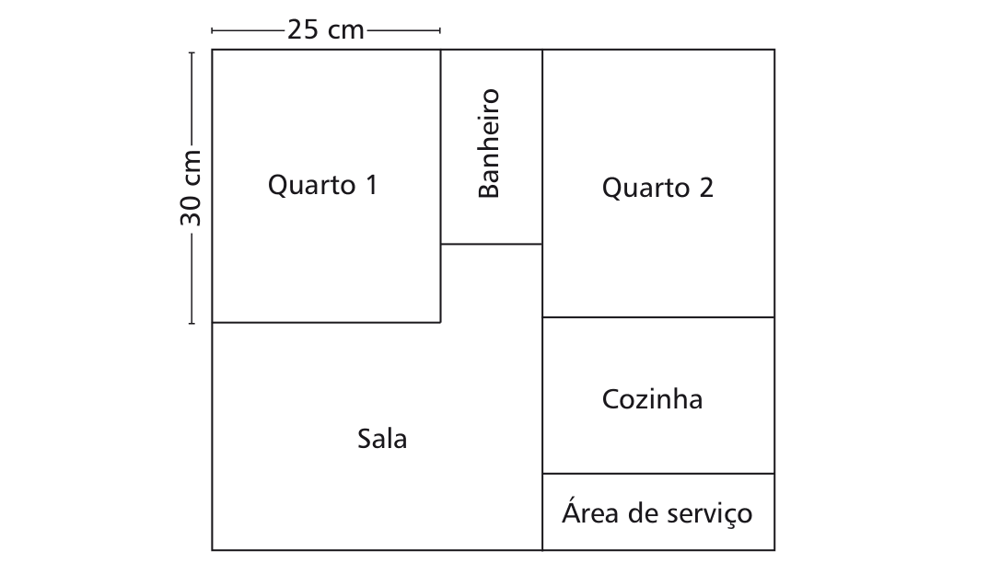 25 cm
30 cm
Quarto 1
Banheiro
Quarto 2
Cozinha
Sala
Área de serviço